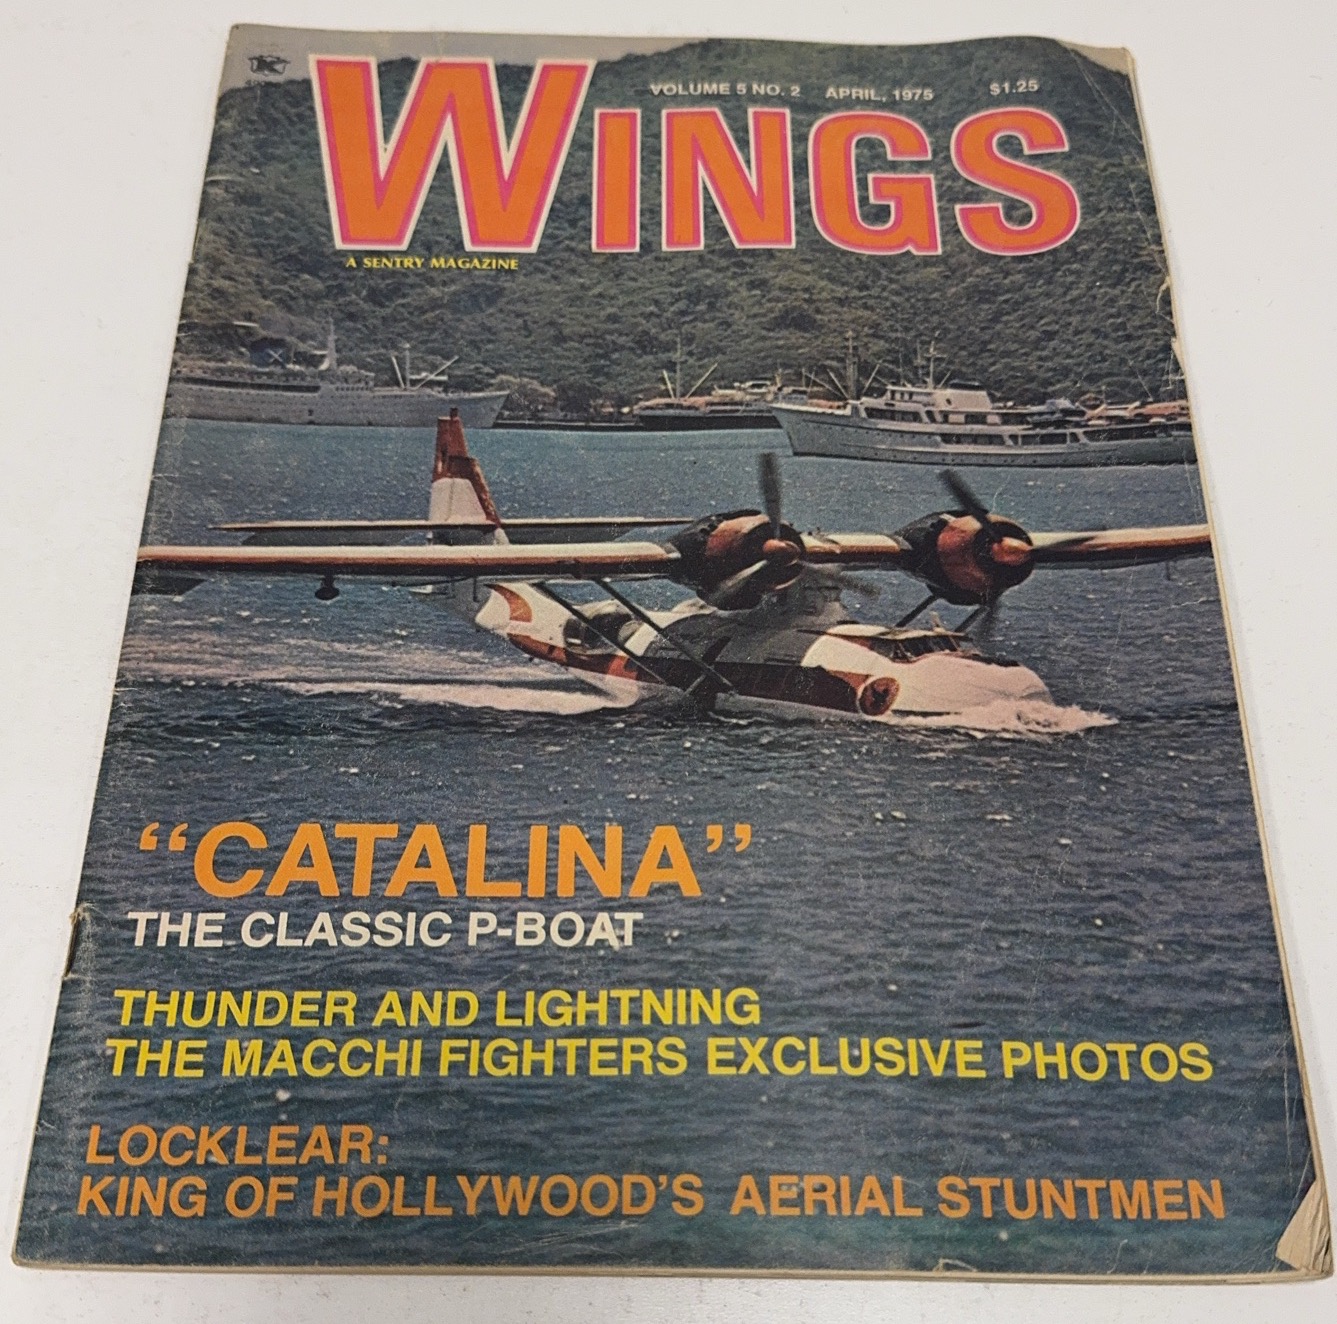 VOLUME 5 NO. 2 APRIL, 1975 $1.25
WINGS
A SENTRY MAGAZINE
“CATALINA”
THE CLASSIC P-BOAT
THUNDER AND LIGHTNING
THE MACCHI FIGHTERS EXCLUSIVE PHOTOS
LOCKLEAR:
KING OF HOLLYWOOD’S AERIAL STUNTMEN